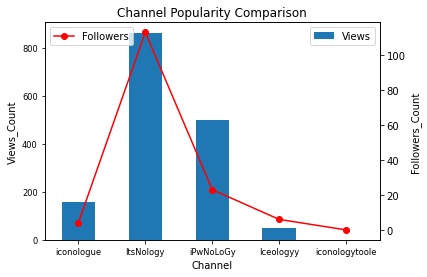 Channel Popularity Comparison
Followers
Views
800
600
400
200
0
Views_Count
100
80
60
40
20
0
Followers_Count
iconologue
ItsNology
iPwNoLoGy
Iceologyy
iconologytoole
Channel